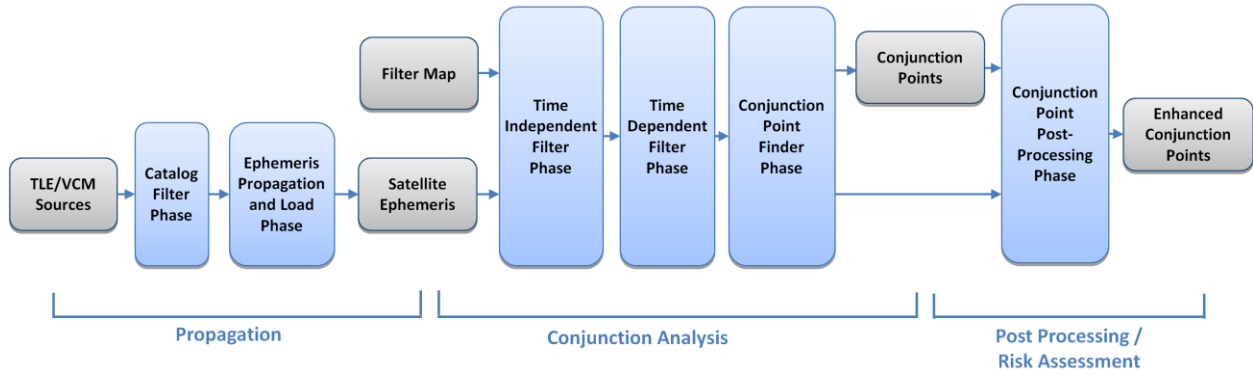 TLE/VCM
Sources
Catalog
Filter
Phase
Ephemeris
Propagation
and Load
Phase
Filter Map
Satellite
Ephemeris
Time
Independent
Filter
Phase
Time
Dependent
Filter
Phase
Conjunction
Point
Finder
Phase
Conjunction
Points
Conjunction
Point
Post-
Processing
Phase
Enhanced
Conjunction
Points
Propagation
Conjunction Analysis
Post Processing /
Risk Assessment